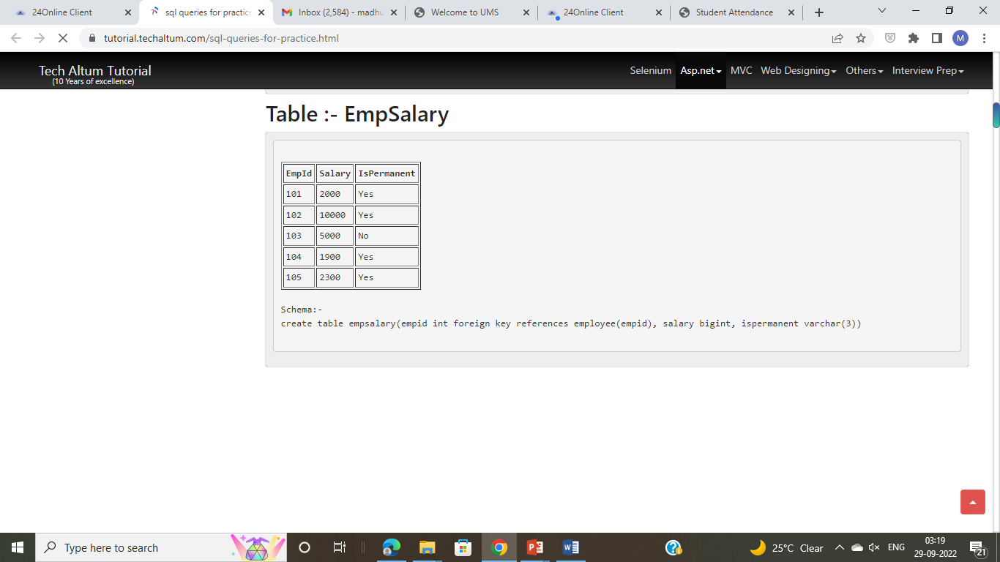 24Online Client
sql queries for practice
Inbox (2,584) - madhu
Welcome to UMS
24Online Client
Student Attendance
tutorial.techaltum.com/sql-queries-for-practice.html
M
Tech Altum Tutorial
(10 Years of excellence)
Selenium Asp.net MVC Web Designing Others Interview Prep
Table :- EmpSalary
EmpId Salary IsPermanent
101 2000 Yes
102 10000 Yes
103 5000 No
104 1900 Yes
105 2300 Yes
Schema:-
create table empsalary(empid int foreign key references employee(empid), salary bigint, ispermanent varchar(3))
Type here to search
25°C Clear
ENG
03:19
29-09-2022
21